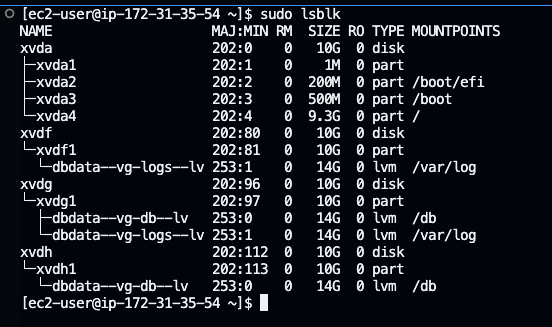 [ec2-user@ip-172-31-35-54 ~]$ sudo lsblk
NAME                     MAJ:MIN RM  SIZE RO TYPE MOUNTPOINTS
xvda                     202:0    0   10G  0 disk
├─xvda1                  202:1    0    1M  0 part
├─xvda2                  202:2    0  200M  0 part /boot/efi
├─xvda3                  202:3    0  500M  0 part /boot
└─xvda4                  202:4    0  9.3G  0 part /
xvdf                     202:80   0   10G  0 disk
└─xvdf1                  202:81   0   10G  0 part
  └─dbdata--vg-logs--lv 253:1    0   14G  0 lvm  /var/log
xvdg                     202:96   0   10G  0 disk
└─xvdg1                  202:97   0   10G  0 part
  ├─dbdata--vg-db--lv   253:0    0   14G  0 lvm  /db
  └─dbdata--vg-logs--lv 253:1    0   14G  0 lvm  /var/log
xvdh                     202:112  0   10G  0 disk
└─xvdh1                  202:113  0   10G  0 part
  └─dbdata--vg-db--lv   253:0    0   14G  0 lvm  /db
[ec2-user@ip-172-31-35-54 ~]$